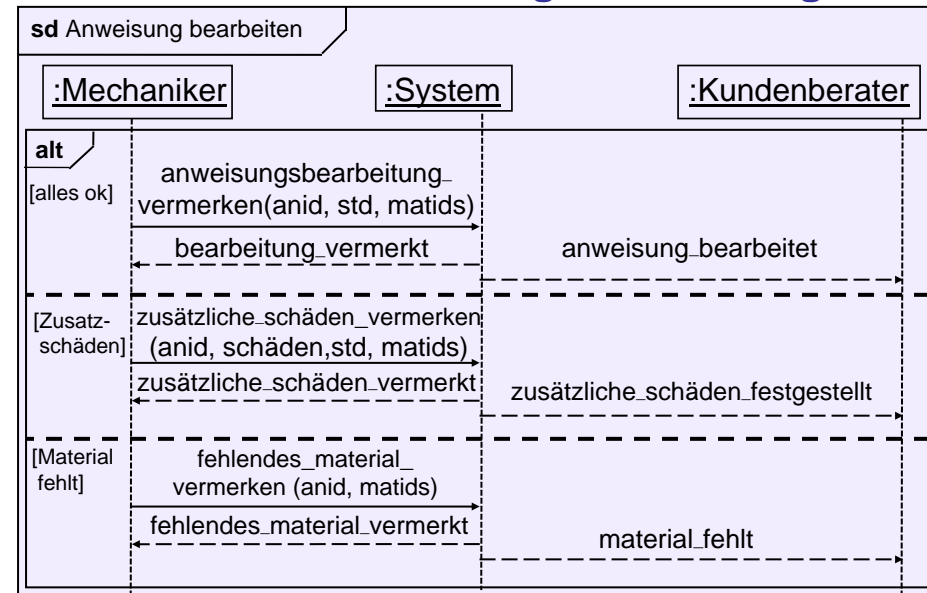 sd Anweisung bearbeiten
:Mechaniker
:System
:Kundenberater
alt
[alles ok]
anweisungsbearbeitung_
vermerken(anid, std, matids)
bearbeitung_vermerkt
anweisung_bearbeitet
[Zusatz-
schäden]
zusätzliche_schäden_vermerken
(anid, schäden,std, matids)
zusätzliche_schäden_vermerkt
zusätzliche_schäden_festgestellt
[Material
fehlt]
fehlendes_material_
vermerken (anid, matids)
fehlendes_material_vermerkt
material_fehlt